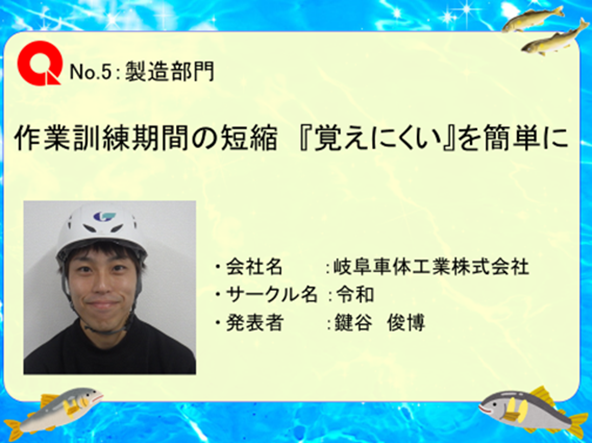 No.5：製造部門
作業訓練期間の短縮　『覚えにくい』を簡単に
・会社名　　：岐阜車体工業株式会社
・サークル名 ：令和
・発表者　　：鍵谷　俊博